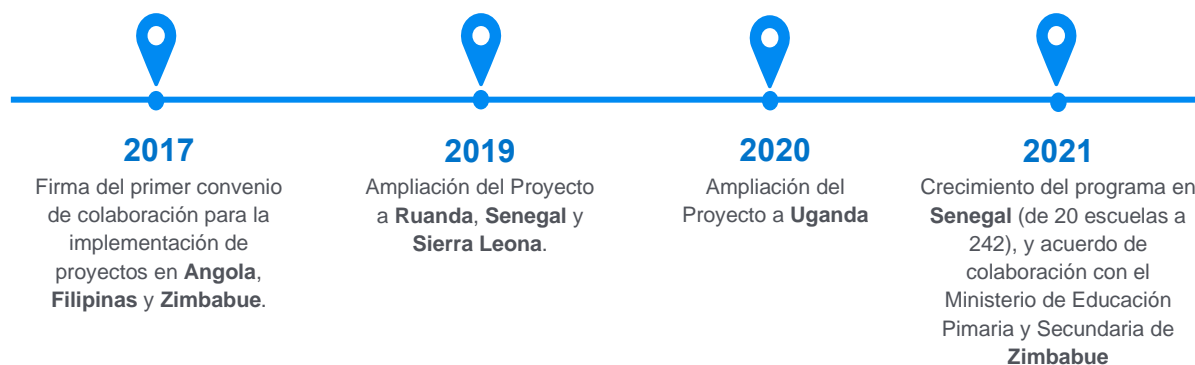 2017
Firma del primer convenio
de colaboración para la
implementación de
proyectos en Angola,
Filipinas y Zimbabue.
2019
Ampliación del Proyecto
a Ruanda, Senegal y
Sierra Leona.
2020
Ampliación del
Proyecto a Uganda
2021
Crecimiento del programa en
Senegal (de 20 escuelas a
242), y acuerdo de
colaboración con el
Ministerio de Educación
Pimaria y Secundaria de
Zimbabue